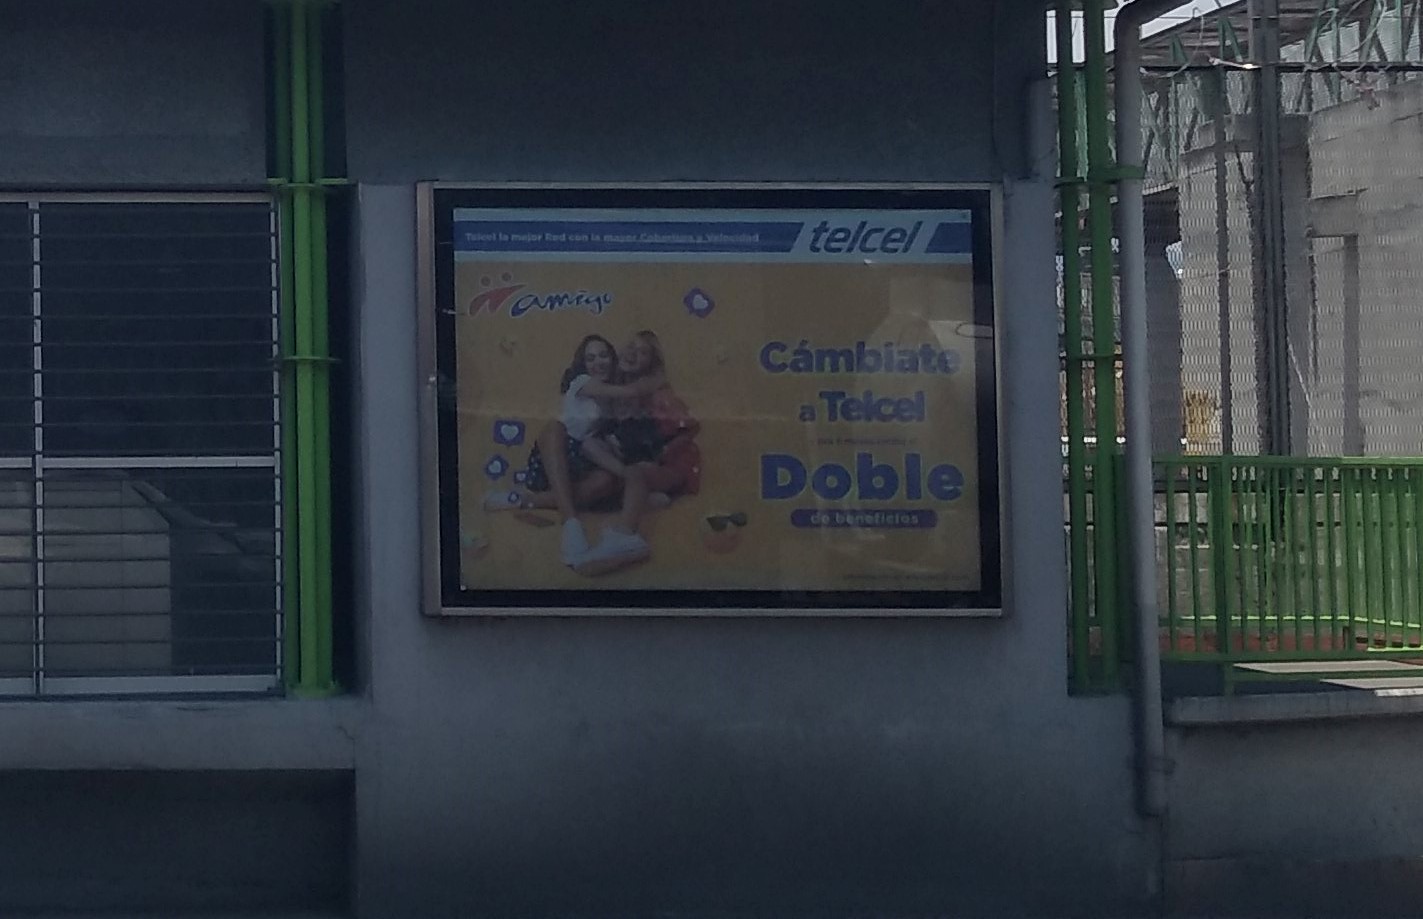 Telcel la mejor Red con la mayor Cobertura y Velocidad
telcel
amigo
Cámbiate
a Telcel
Doble
de beneficios